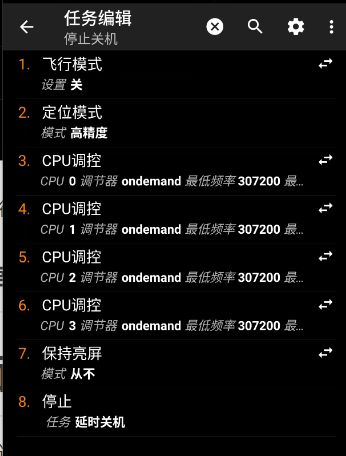 任务编辑
停止关机
1. 飞行模式
设置 关
2. 定位模式
模式 高精度
3. CPU调控
CPU 0 调节器 ondemand 最低频率 307200 最...
4. CPU调控
CPU 1 调节器 ondemand 最低频率 307200 最...
5. CPU调控
CPU 2 调节器 ondemand 最低频率 307200 最...
6. CPU调控
CPU 3 调节器 ondemand 最低频率 307200 最...
7. 保持亮屏
模式 从不
8. 停止
任务 延时关机